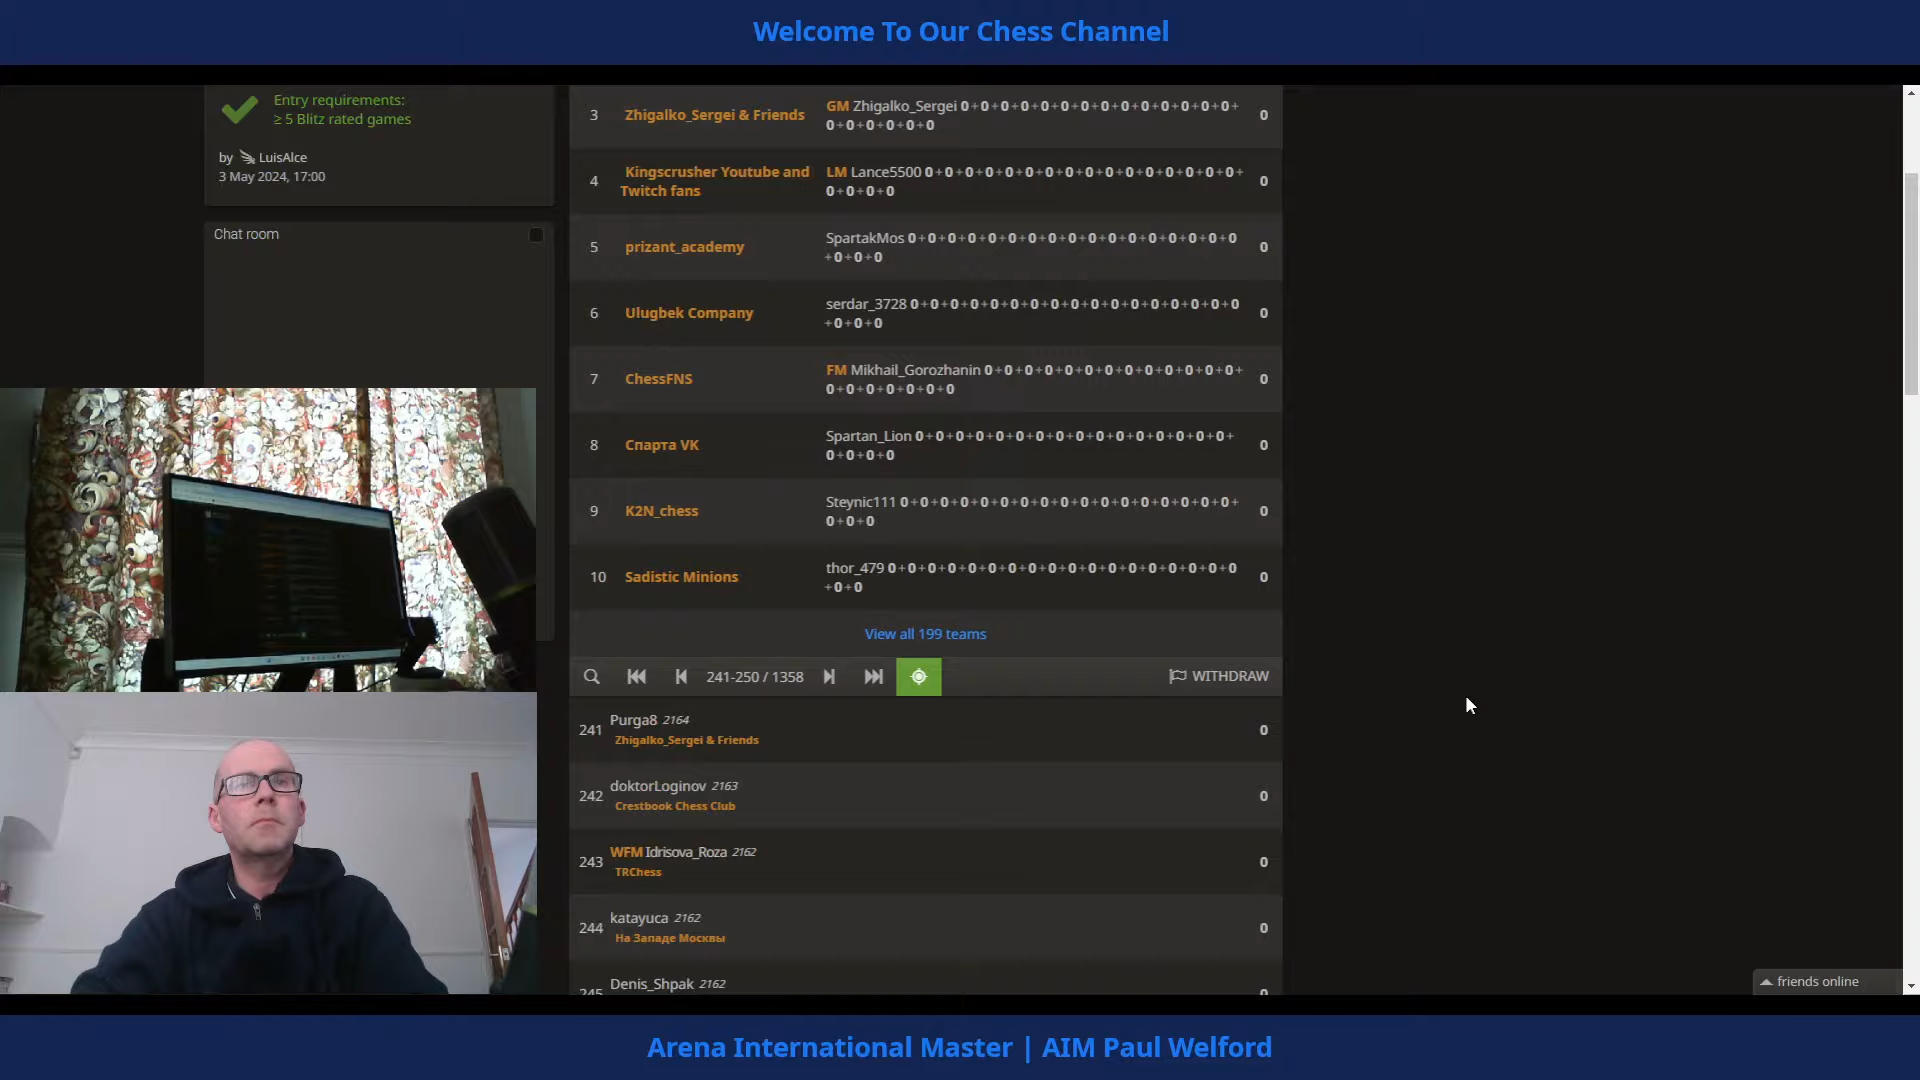 Welcome To Our Chess Channel
Entry requirements:
≥ 5 Blitz rated games
by LuisAlce
3 May 2024, 17:00
Chat room
3 Zhigalko_Sergei & Friends GM Zhigalko_Sergei 0+0+0+0+0+0+0+0+0+0+0+0+0+0+
0+0+0+0+0+0 0
4 Kingscrusher Youtube and LM Lance5500 0+0+0+0+0+0+0+0+0+0+0+0+0+0+0+0+
Twitch fans 0+0+0+0 0
5 prizant_academy SpartakMos 0+0+0+0+0+0+0+0+0+0+0+0+0+0+0+0+0
+0+0+0 0
6 Ulugbek Company serdar_3728 0+0+0+0+0+0+0+0+0+0+0+0+0+0+0+0+0
+0+0+0 0
7 ChessFNS FM Mikhail_Gorozhanin 0+0+0+0+0+0+0+0+0+0+0+0+0+
0+0+0+0+0+0+0 0
8 Спарта VK Spartan_Lion 0+0+0+0+0+0+0+0+0+0+0+0+0+0+0+0+
0+0+0+0 0
9 K2N_chess Steynic111 0+0+0+0+0+0+0+0+0+0+0+0+0+0+0+0+0+
0+0+0 0
10 Sadistic Minions thor_479 0+0+0+0+0+0+0+0+0+0+0+0+0+0+0+0+0+0
+0+0 0
View all 199 teams
241-250 / 1358 WITHDRAW
241 Purga8 2164 0
Zhigalko_Sergei & Friends
242 doktorLoginov 2163 0
Crestbook Chess Club
243 WFM Idrisova_Roza 2162 0
TRChess
244 katayuca 2162 0
На Западе Москвы
245 Denis_Shpak 2162 0
friends online
Arena International Master | AIM Paul Welford